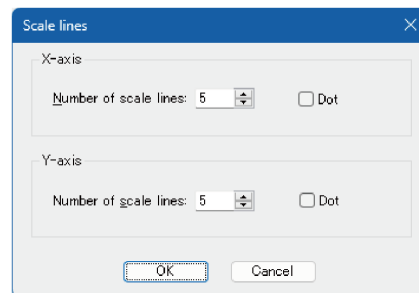 Scale lines
X-axis
Number of scale lines: 5 Dot
Y-axis
Number of scale lines: 5 Dot
OK Cancel